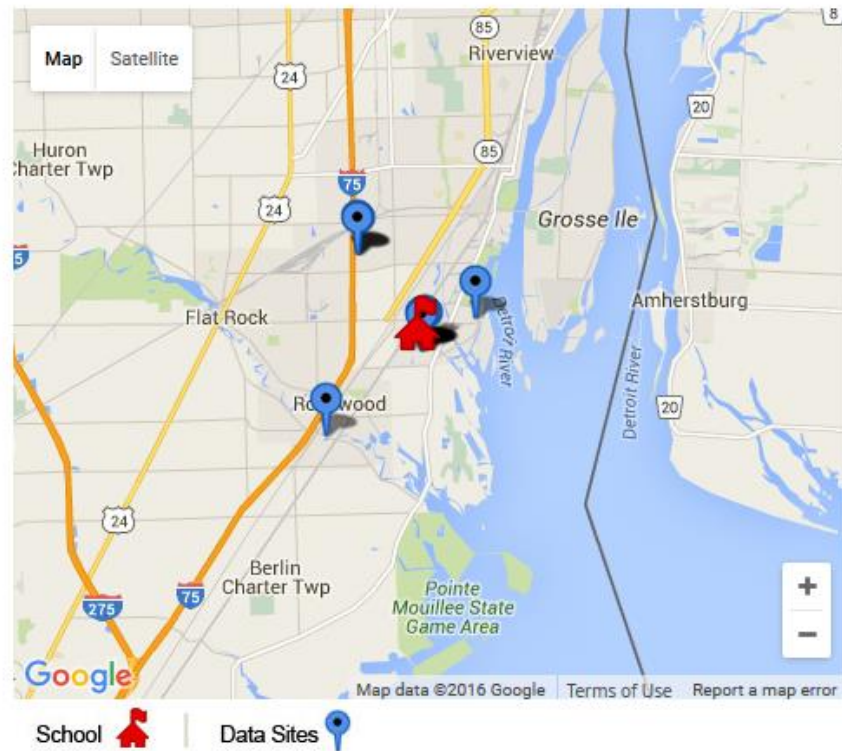 8
85
Riverview
Map Satellite
24
20
Huron
Charter Twp
85
75
24
Grosse Ile
5
Amherstburg
Flat Rock
Detroit River
Detroit River
20
24
Berlin
Charter Twp
75
275
Pointe
Mouillee State
Game Area
+
−
Google
Map data ©2016 Google Terms of Use Report a map error
School Data Sites